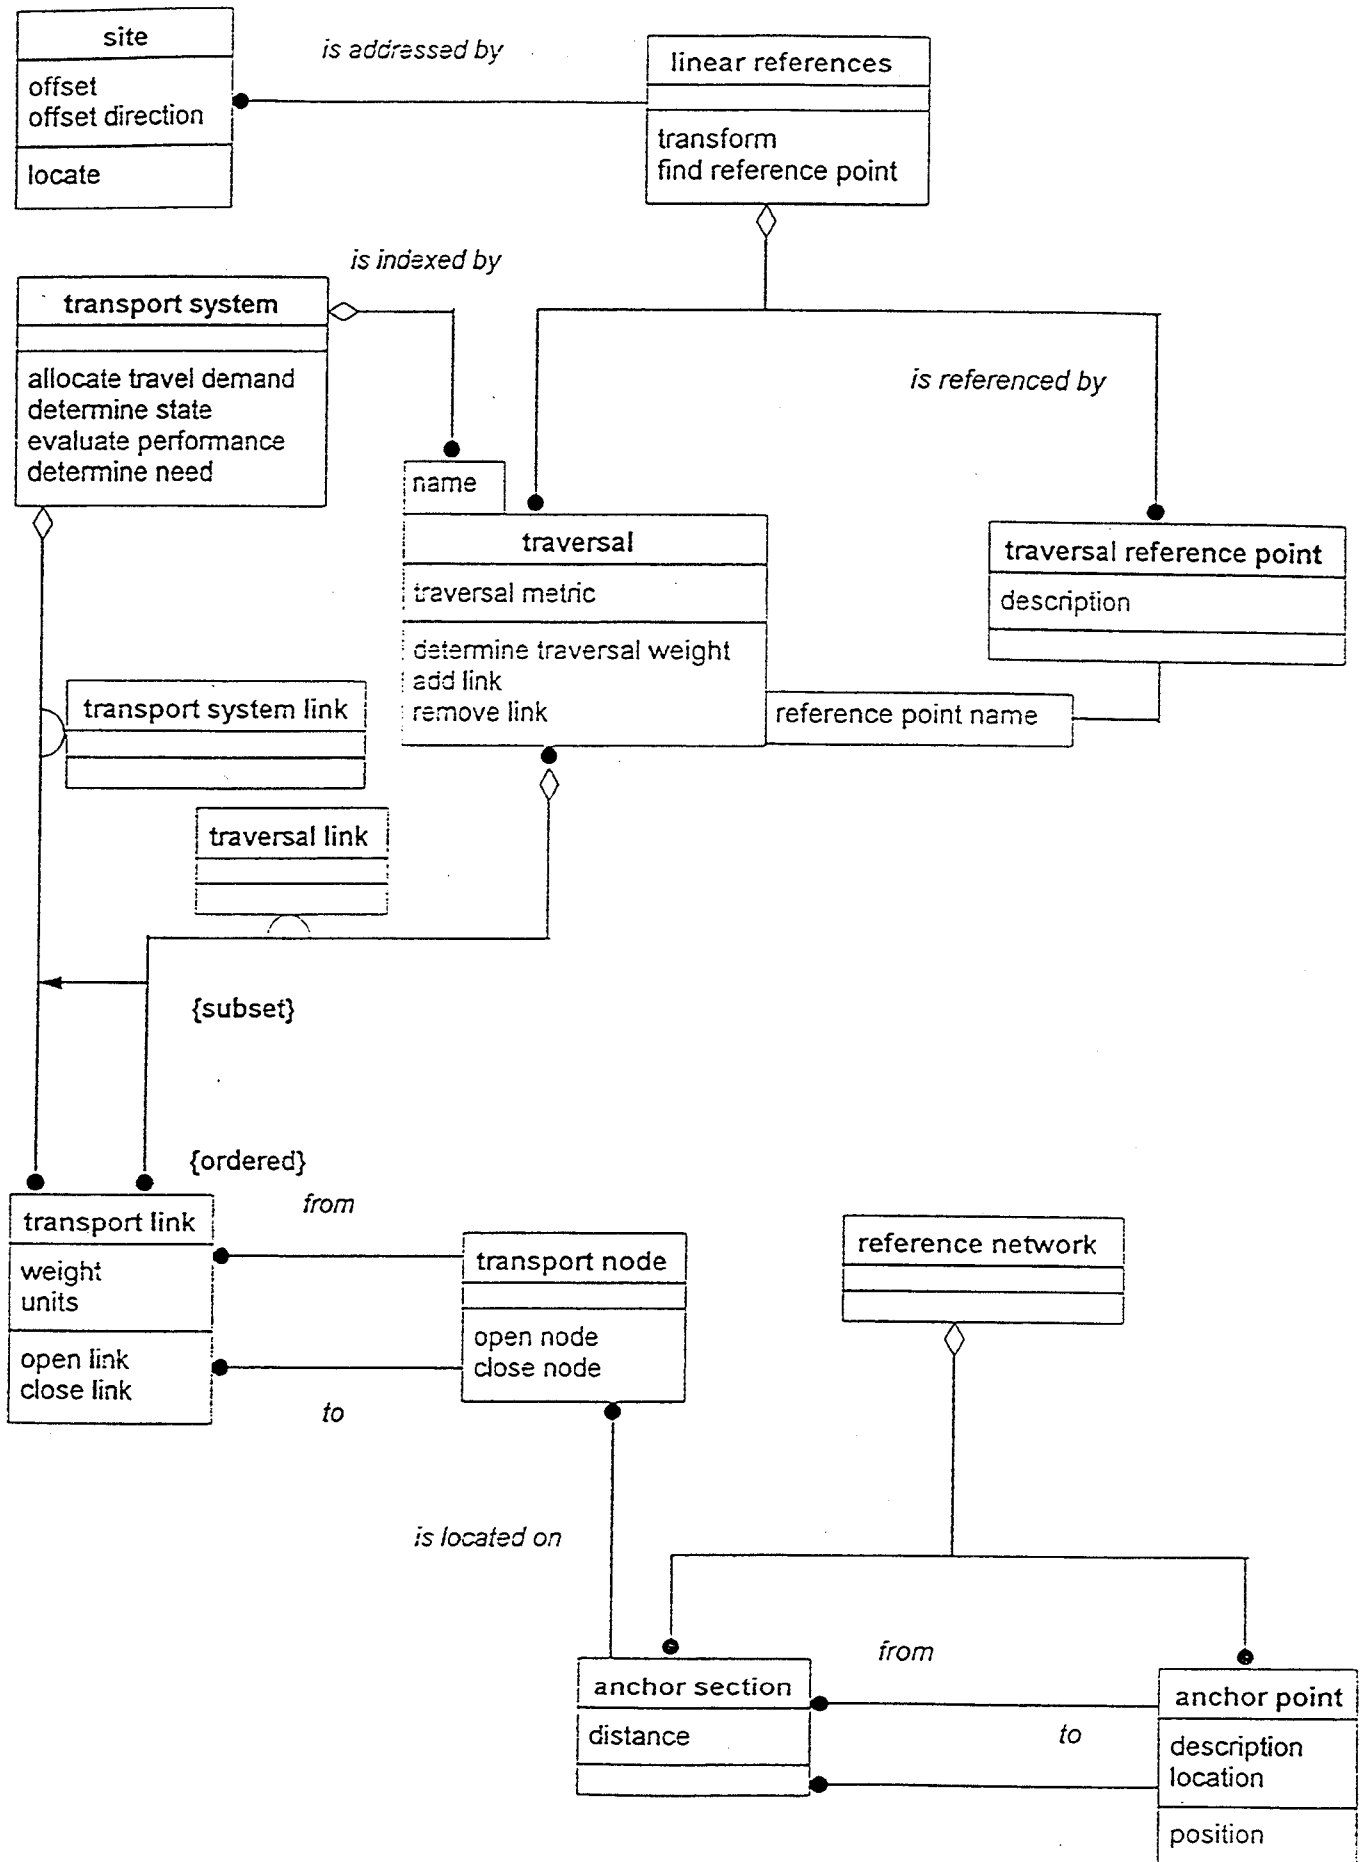 site
offset
offset direction
locate
is addressed by
linear references
transform
find reference point
is indexed by
transport system
allocate travel demand
determine state
evaluate performance
determine need
is referenced by
name
traversal
traversal metric
determine traversal weight
add link
remove link
traversal reference point
description
reference point name
transport system link
traversal link
{subset}
{ordered}
from
transport link
weight
units
open link
close link
to
transport node
open node
close node
reference network
is located on
from
anchor section
distance
to
anchor point
description
location
position